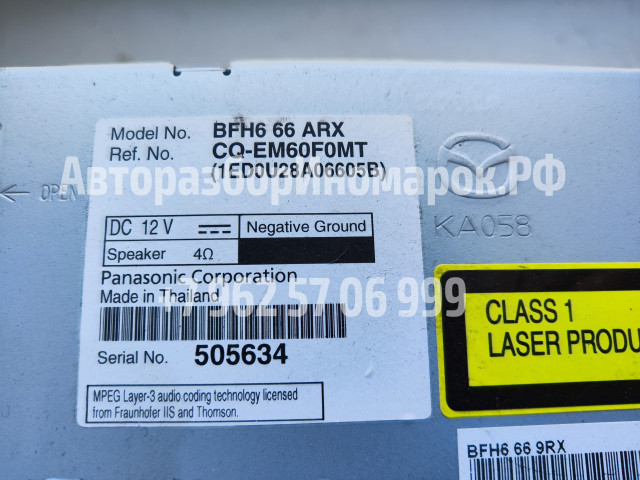 Model No. BFH6 66 ARX
Ref. No. CQ-EM60F0MT
(1ED0U28A06605B)
АвторазборИномарок.РФ
← OPEN
KA058
DC 12 V Negative Ground
Speaker 4Ω
Panasonic Corporation
Made in Thailand
+7 962 57 06 999
CLASS 1
LASER PRODU
Serial No. 505634
MPEG Layer-3 audio coding technology licensed
from Fraunhofer IIS and Thomson.
BFH6 66 9RX